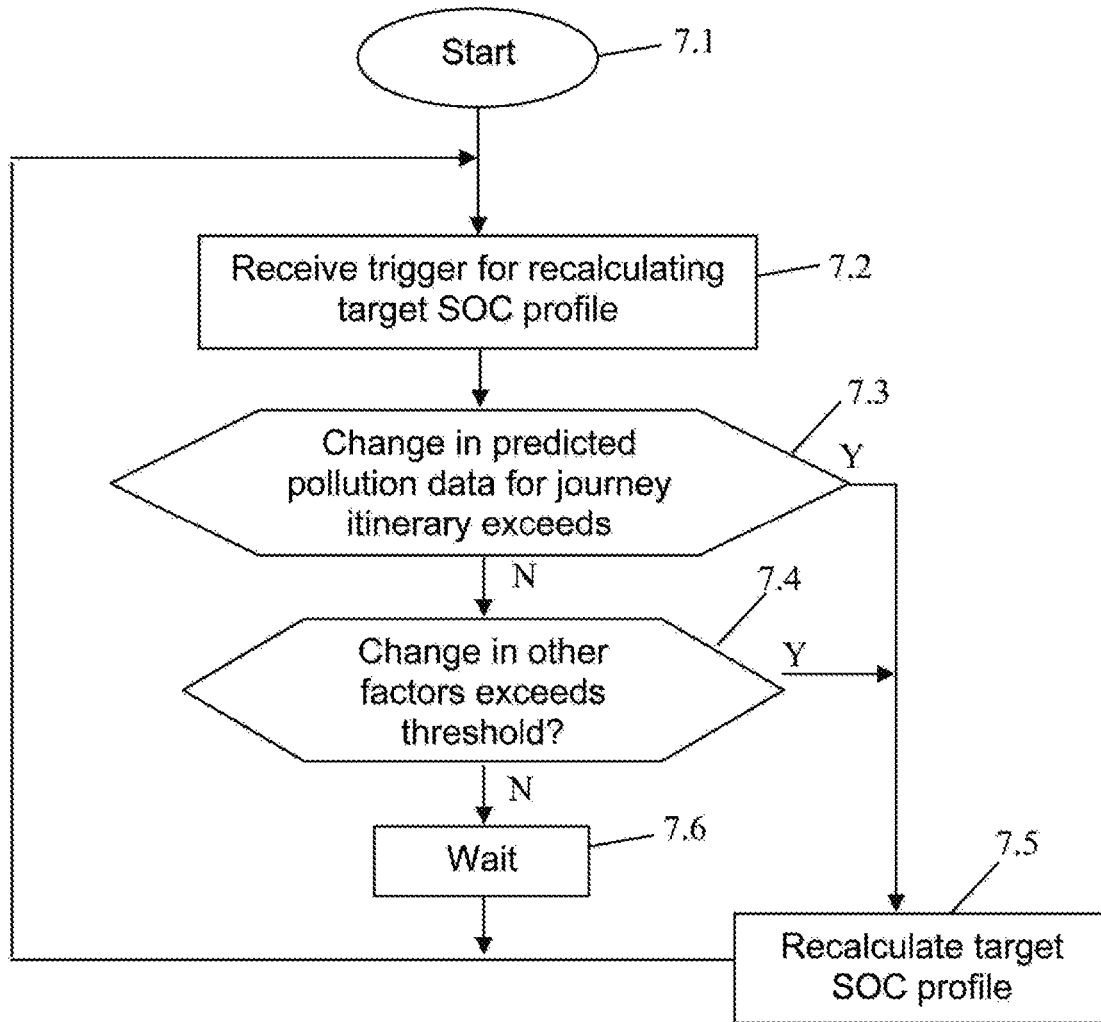 Start
7.1
Receive trigger for recalculating
target SOC profile
7.2
Change in predicted
pollution data for journey
itinerary exceeds
7.3
Y
N
Change in other
factors exceeds
threshold?
7.4
Y
N
Wait
7.6
7.5
Recalculate target
SOC profile